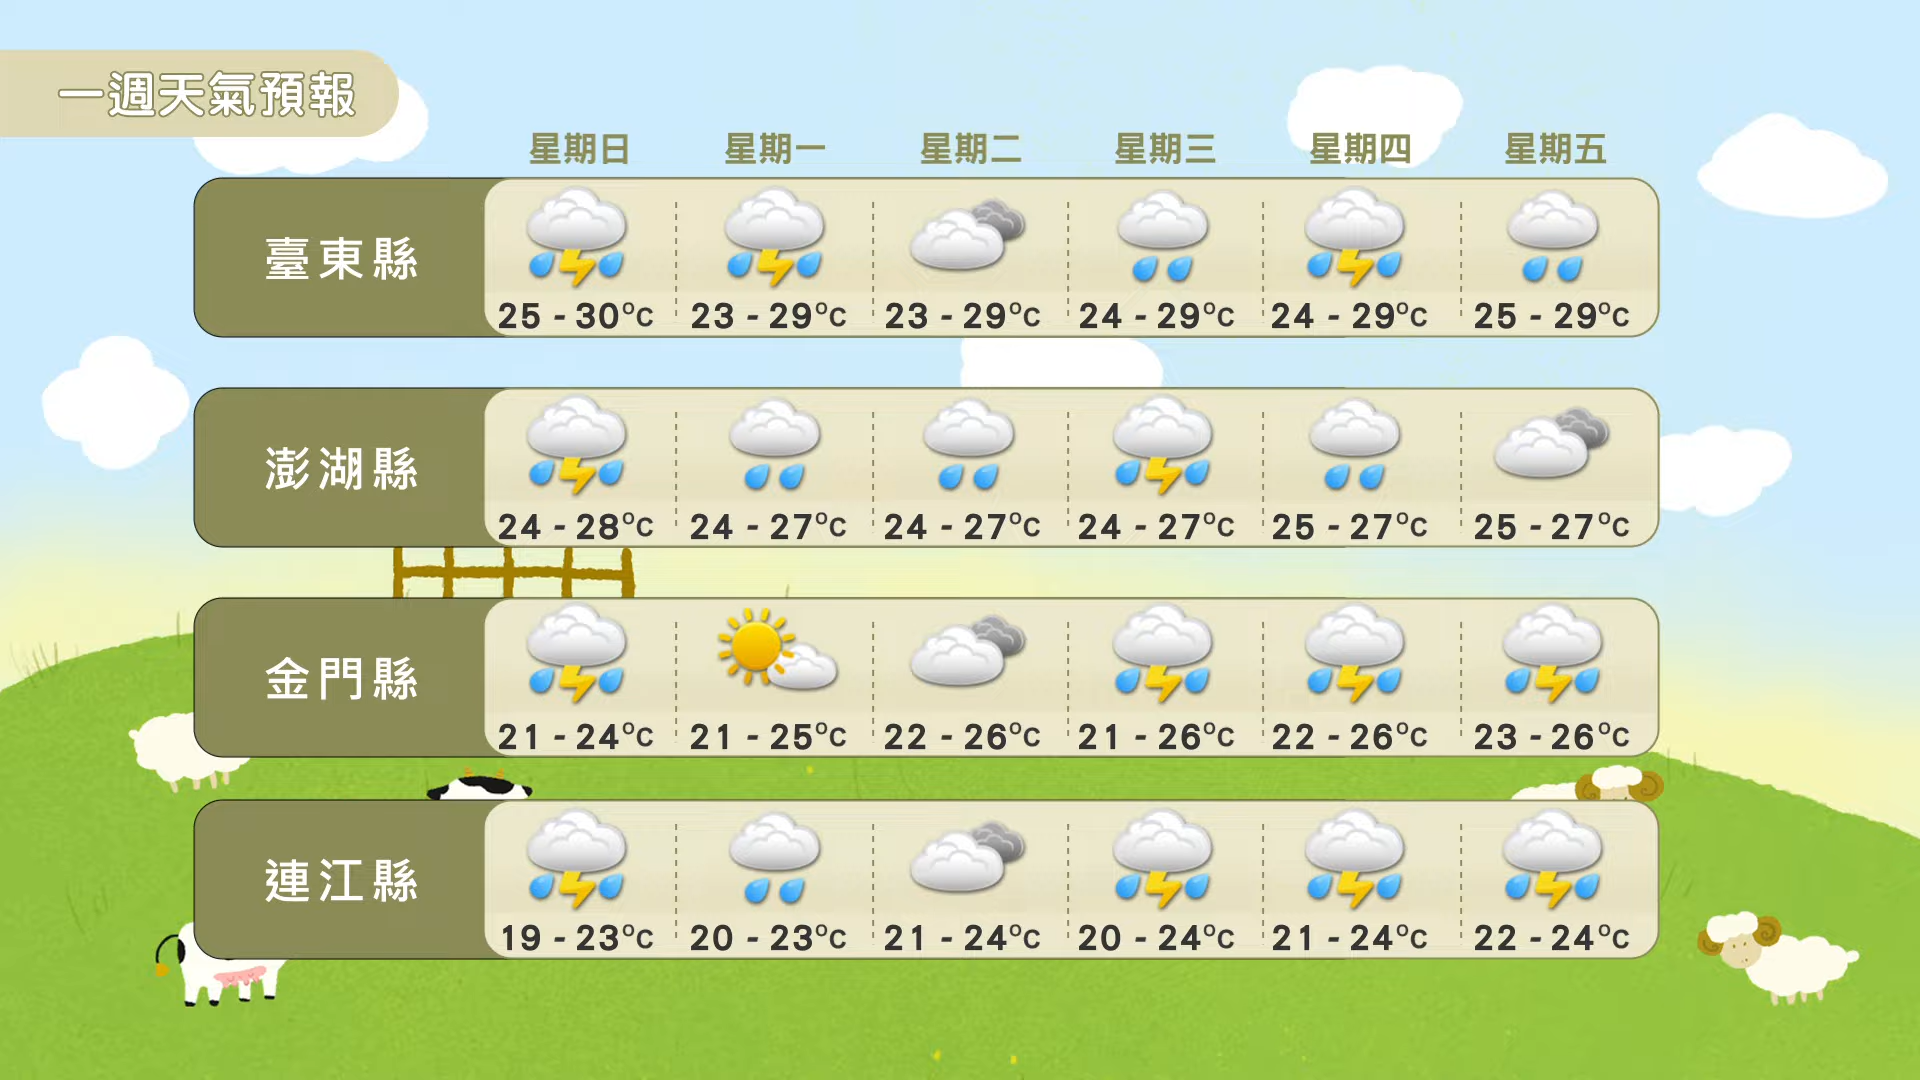 一週天氣預報
星期日 星期一 星期二 星期三 星期四 星期五
臺東縣
25 - 30°C 23 - 29°C 23 - 29°C 24 - 29°C 24 - 29°C 25 - 29°C
澎湖縣
24 - 28°C 24 - 27°C 24 - 27°C 24 - 27°C 25 - 27°C 25 - 27°C
金門縣
21 - 24°C 21 - 25°C 22 - 26°C 21 - 26°C 22 - 26°C 23 - 26°C
連江縣
19 - 23°C 20 - 23°C 21 - 24°C 20 - 24°C 21 - 24°C 22 - 24°C